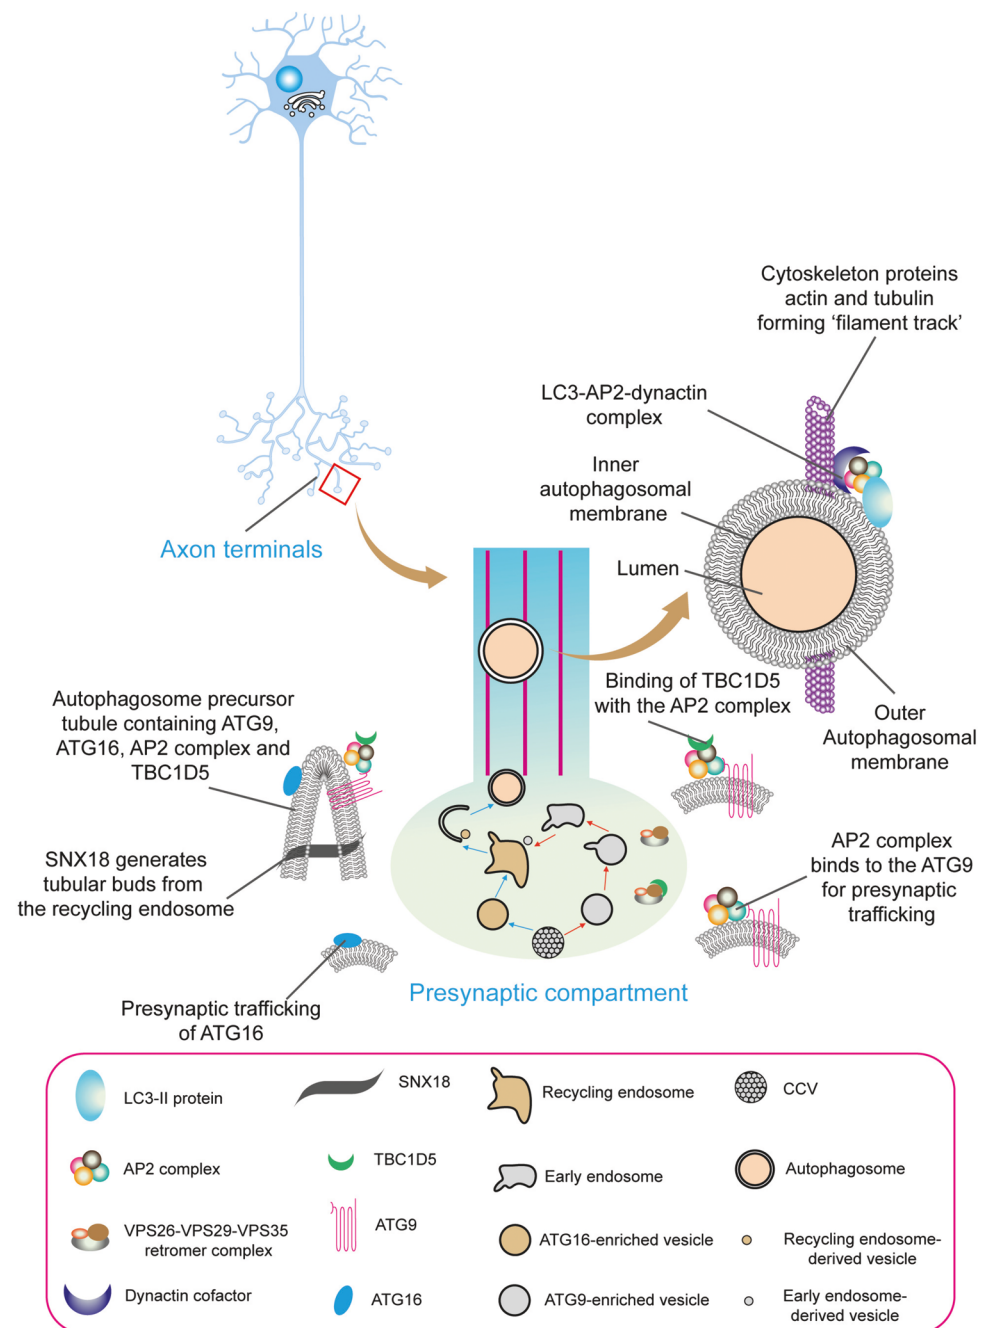 Cytoskeleton proteins
actin and tubulin
forming ‘filament track’
LC3-AP2-dynactin
complex
Inner
autophagosomal
membrane
Lumen
Axon terminals
Binding of TBC1D5
with the AP2 complex
Outer
Autophagosomal
membrane
Autophagosome precursor
tubule containing ATG9,
ATG16, AP2 complex and
TBC1D5
SNX18 generates
tubular buds from
the recycling endosome
AP2 complex
binds to the ATG9
for presynaptic
trafficking
Presynaptic compartment
Presynaptic trafficking
of ATG16
LC3-II protein
SNX18
Recycling endosome
CCV
AP2 complex
TBC1D5
Early endosome
Autophagosome
VPS26-VPS29-VPS35
retromer complex
ATG9
ATG16-enriched vesicle
Recycling endosome-
derived vesicle
Dynactin cofactor
ATG16
ATG9-enriched vesicle
Early endosome-
derived vesicle